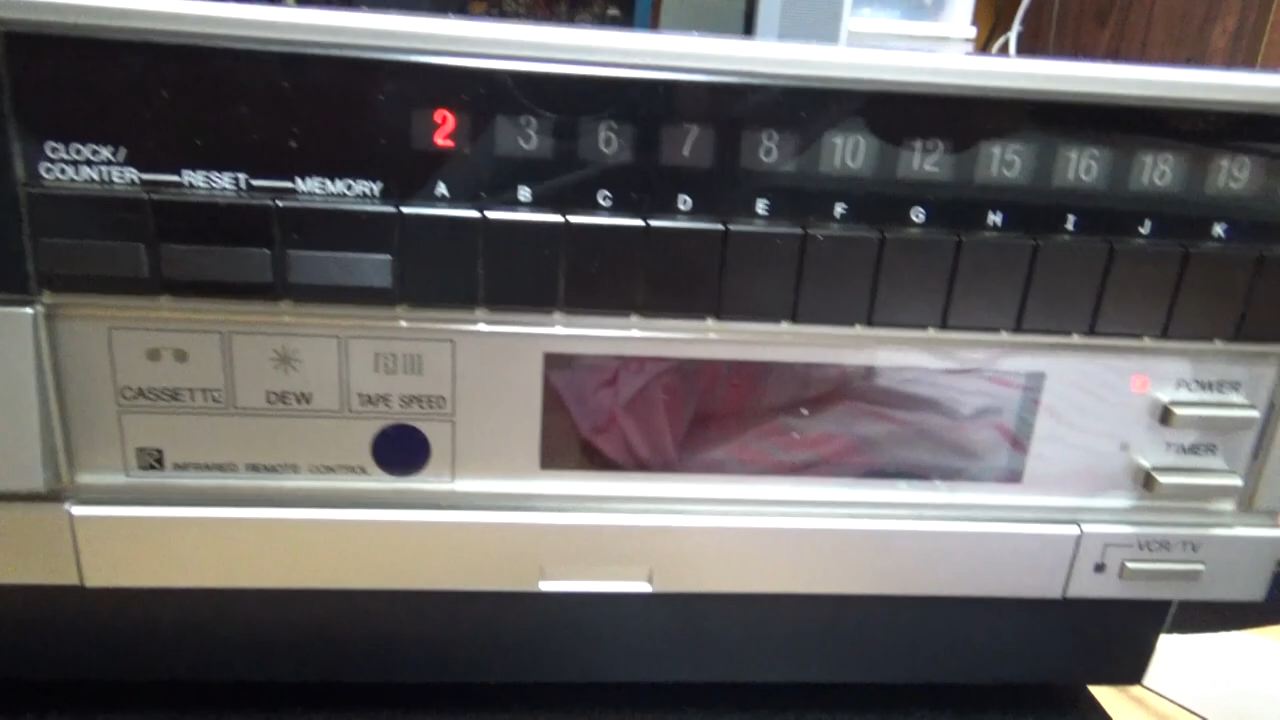 2 3 6 7 8 10 12 15 16 18 19
CLOCK/
COUNTER RESET MEMORY
A B C D E F G H I J K
CASSETTE DEW TAPE SPEED
R INFRARED REMOTE CONTROL
POWER
TIMER
VCR/TV